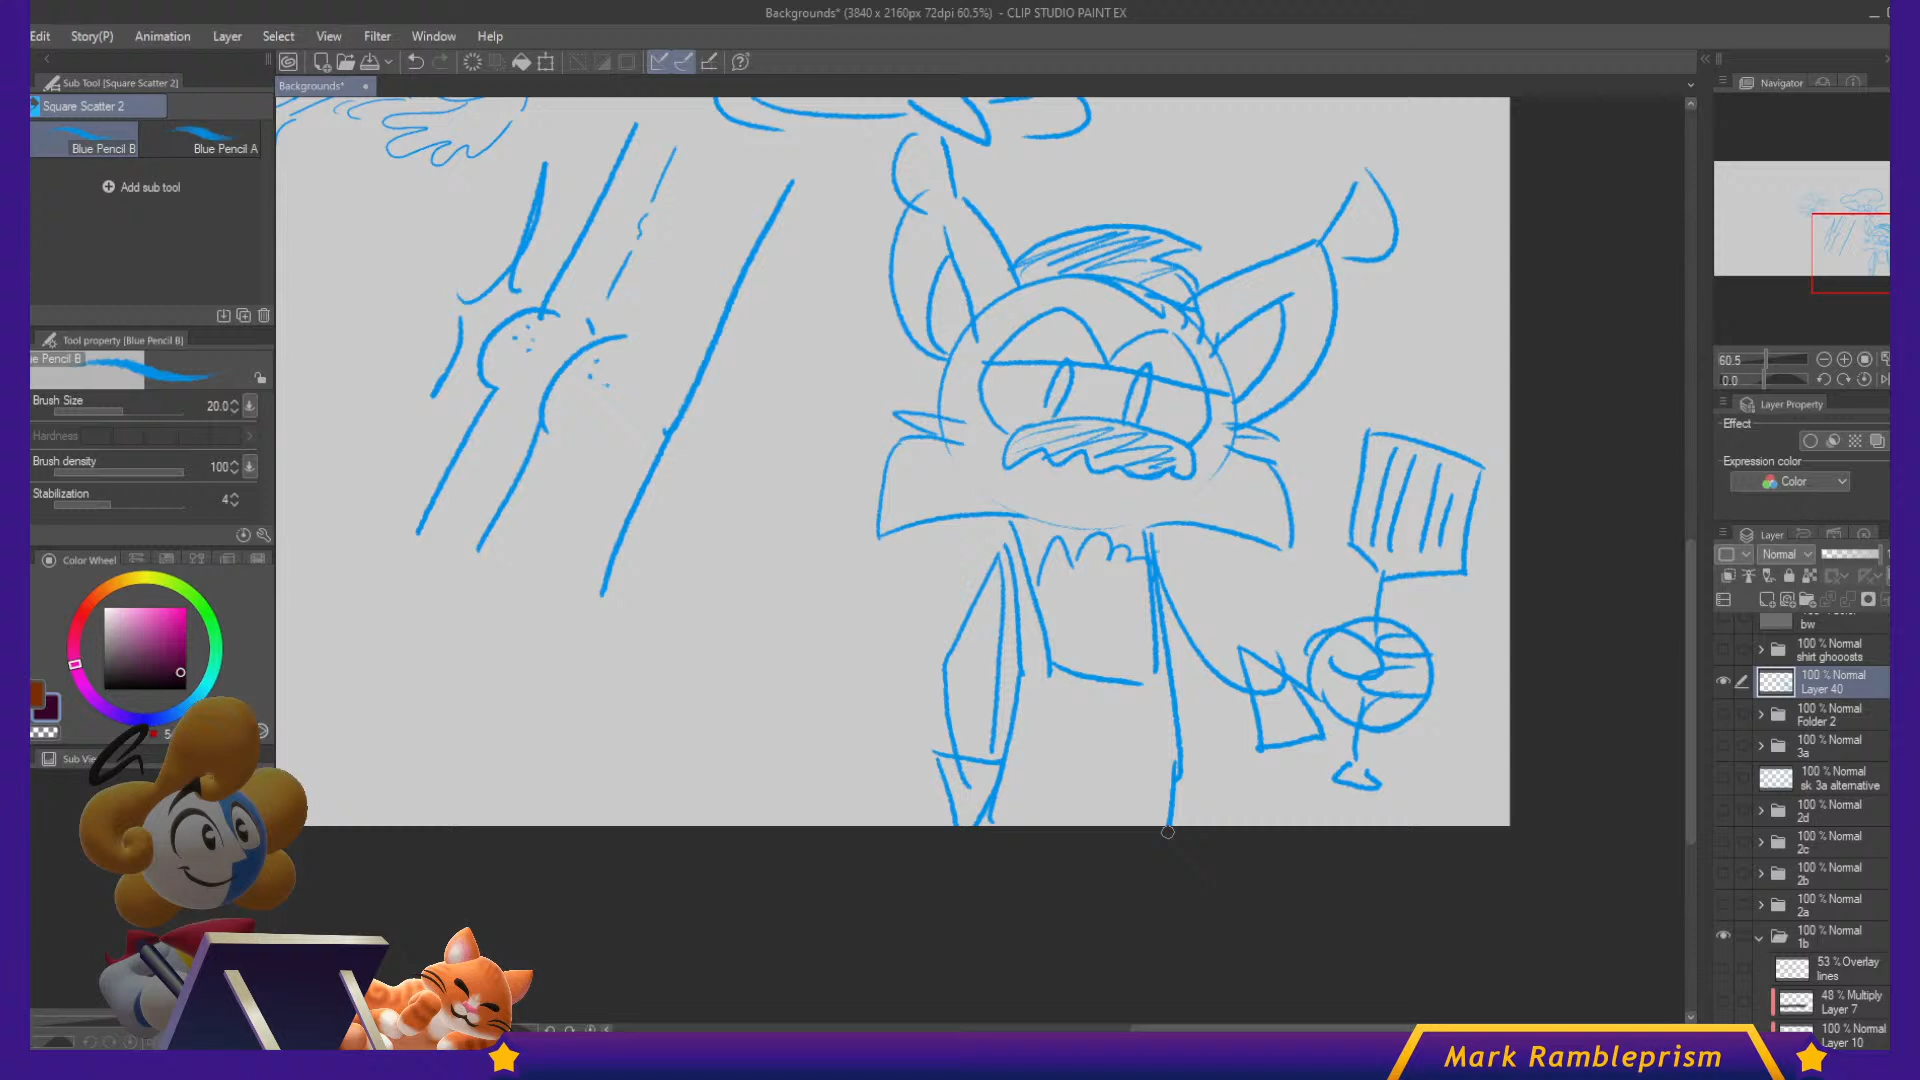 Backgrounds* (3840 x 2160px 72dpi 60.5%) - CLIP STUDIO PAINT EX
Edit Story(P) Animation Layer Select View Filter Window Help
Sub Tool [Square Scatter 2]
Backgrounds*
Navigator
Square Scatter 2
Blue Pencil B
Blue Pencil A
Add sub tool
Tool property [Blue Pencil B]
Brush Size 20.0
Hardness
Brush density 100
Stabilization 4
Color Wheel
60.5
0.0
Layer Property
Effect
Expression color
Color
Layer
Normal
bw
100 % Normal
shirt ghooosts
100 % Normal
Layer 40
100 % Normal
Folder 2
100 % Normal
3a
100 % Normal
sk 3a alternative
100 % Normal
2d
100 % Normal
2c
100 % Normal
2b
100 % Normal
2a
100 % Normal
1b
53 % Overlay
lines
48 % Multiply
Layer 7
100 % Normal
Layer 10
Mark Rambleprism